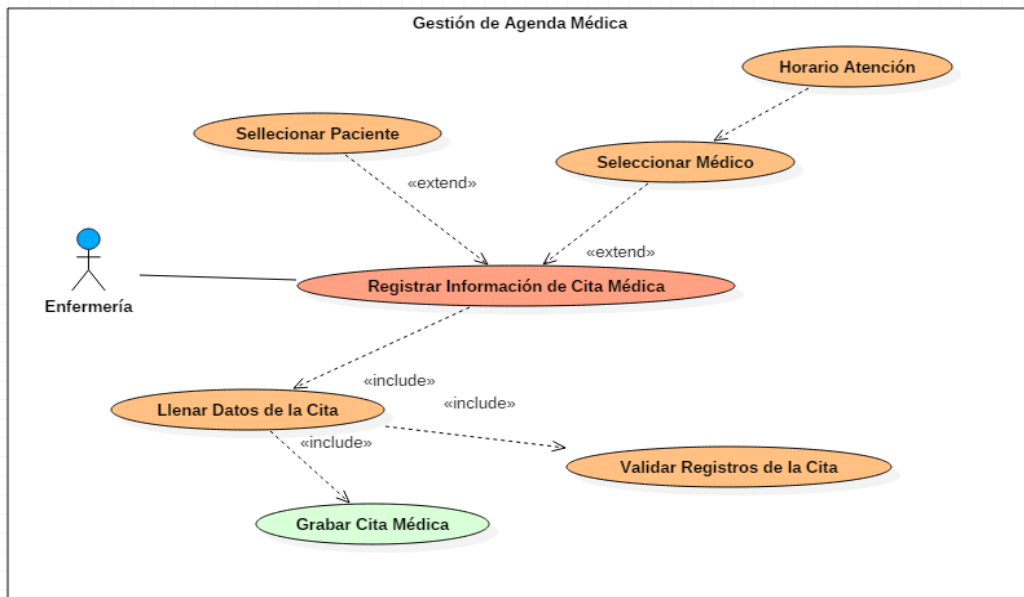 Gestión de Agenda Médica
Horario Atención
Sellecionar Paciente
Seleccionar Médico
«extend»
«extend»
Registrar Información de Cita Médica
Enfermería
«include»
«include»
Llenar Datos de la Cita
«include»
Validar Registros de la Cita
Grabar Cita Médica